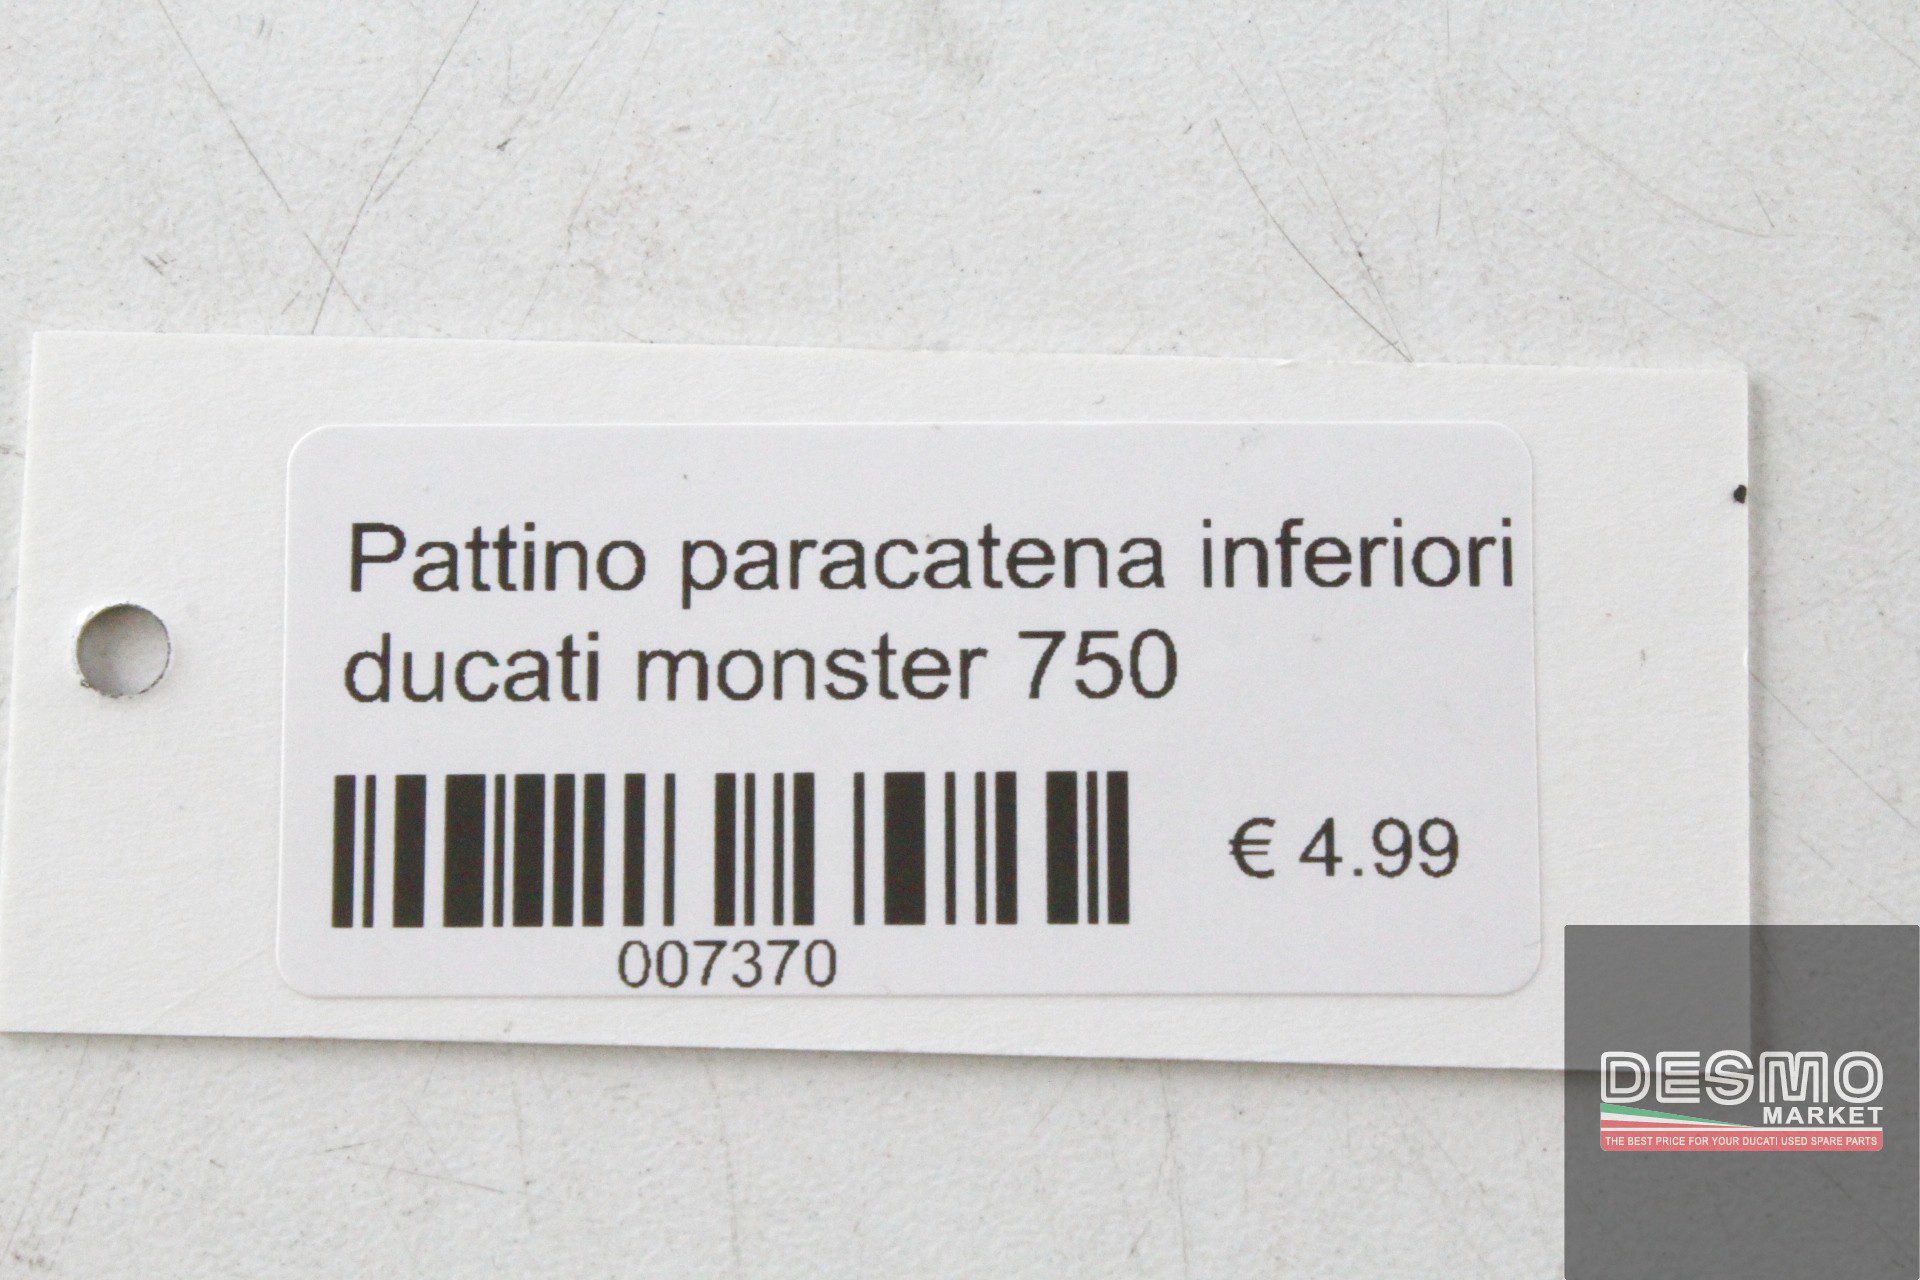 Pattino paracatena inferiori
ducati monster 750
€ 4.99
007370
DESMO
MARKET
THE BEST PRICE FOR YOUR DUCATI USED SPARE PARTS